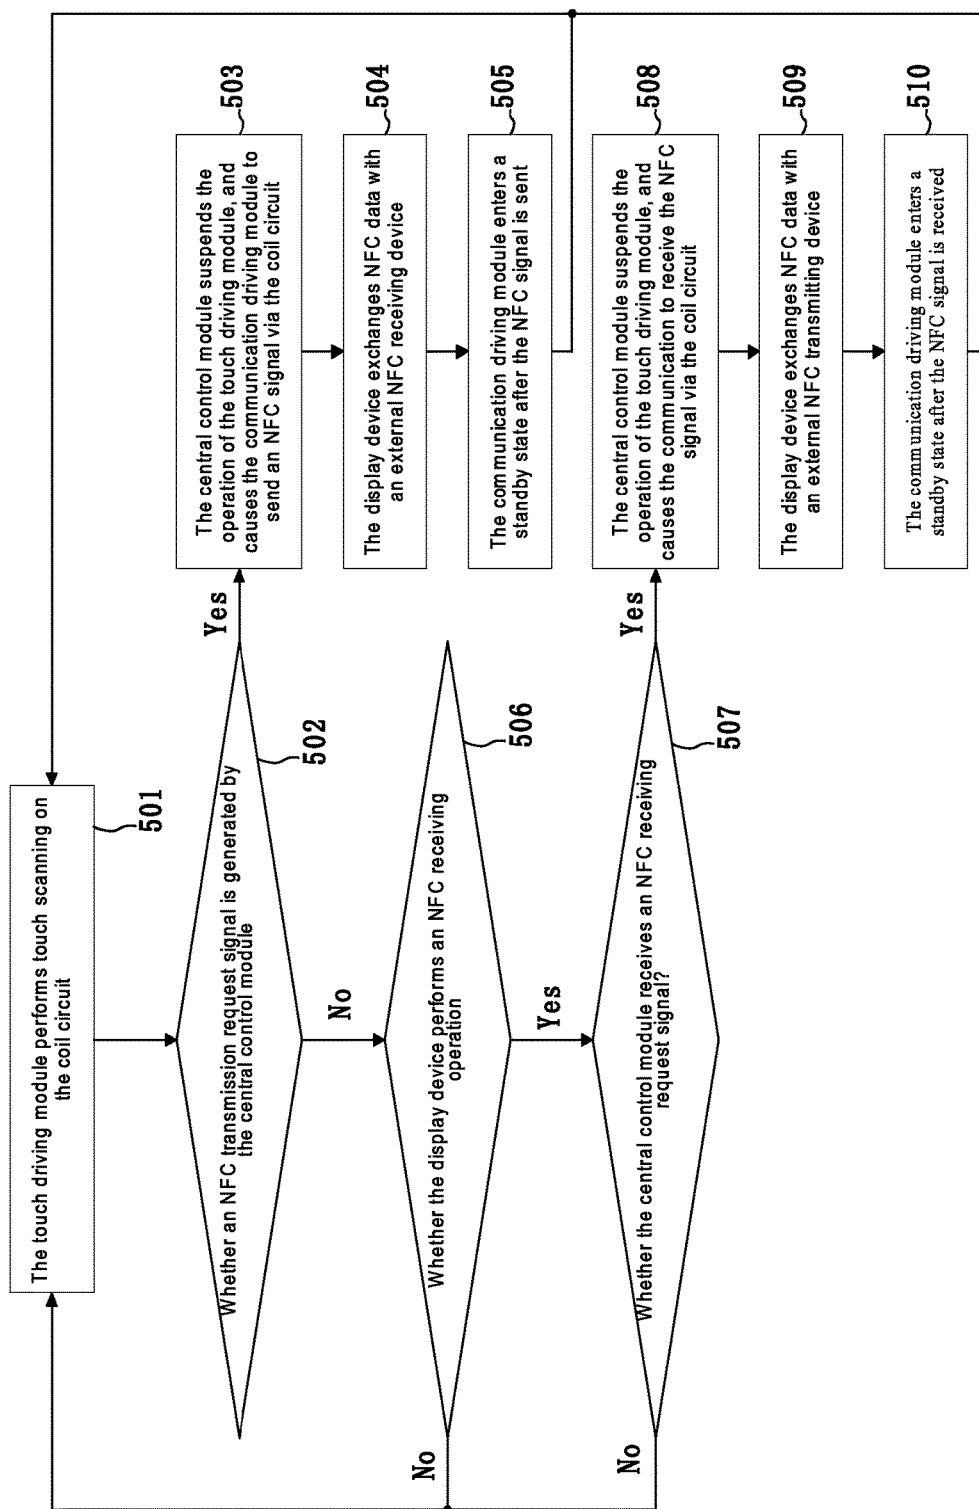 The touch driving module performs touch scanning on
the coil circuit
501
Whether an NFC transmission request signal is generated by
the central control module
502
Yes
No
The central control module suspends the
operation of the touch driving module, and
causes the communication driving module to
send an NFC signal via the coil circuit
503
The display device exchanges NFC data with
an external NFC receiving device
504
The communication driving module enters a
standby state after the NFC signal is sent
505
Whether the display device performs an NFC receiving
operation
506
No
Yes
Whether the central control module receives an NFC receiving
request signal?
507
No
Yes
The central control module suspends the
operation of the touch driving module, and
causes the communication to receive the NFC
signal via the coil circuit
508
The display device exchanges NFC data with
an external NFC transmitting device
509
The communication driving module enters a
standby state after the NFC signal is received
510